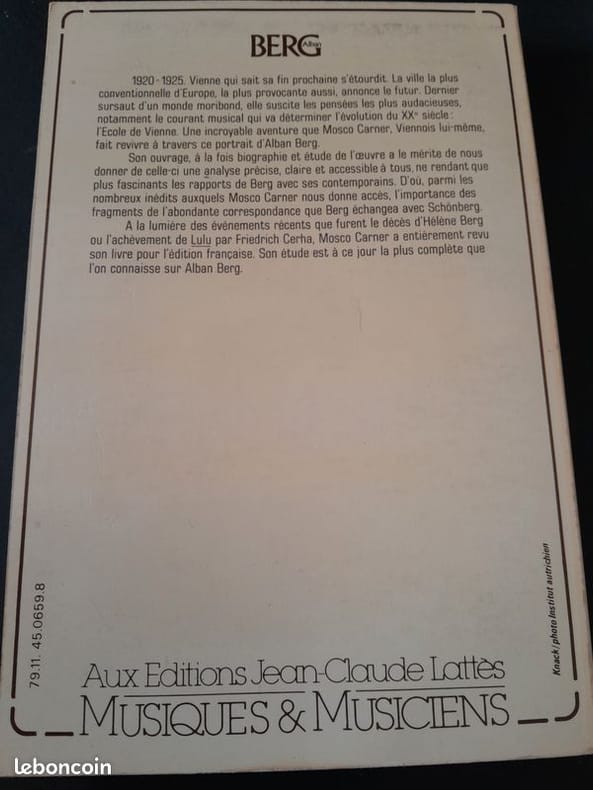 BERG
Alban
1920-1925. Vienne qui sait sa fin prochaine s'étourdit. La ville la plus
conventionnelle d'Europe, la plus provocante aussi, annonce le futur. Dernier
sursaut d'un monde moribond, elle suscite les pensées les plus audacieuses,
notamment le courant musical qui va déterminer l'évolution du XXe siècle :
l'Ecole de Vienne. Une incroyable aventure que Mosco Carner, Viennois lui-même,
fait revivre à travers ce portrait d'Alban Berg.
Son ouvrage, à la fois biographie et étude de l'œuvre a le mérite de nous
donner de celle-ci une analyse précise, claire et accessible à tous, ne rendant que
plus fascinants les rapports de Berg avec ses contemporains. D'où, parmi les
nombreux inédits auxquels Mosco Carner nous donne accès, l'importance des
fragments de l'abondante correspondance que Berg échangea avec Schönberg.
A la lumière des événements récents que furent le décès d'Hélène Berg
ou l'achèvement de Lulu par Friedrich Cerha, Mosco Carner a entièrement revu
son livre pour l'édition française. Son étude est à ce jour la plus complète que
l'on connaisse sur Alban Berg.
79.11. 45.0659.8
Knack/photo Institut autrichien
Aux Editions Jean-Claude Lattès
MUSIQUES & MUSICIENS
leboncoin